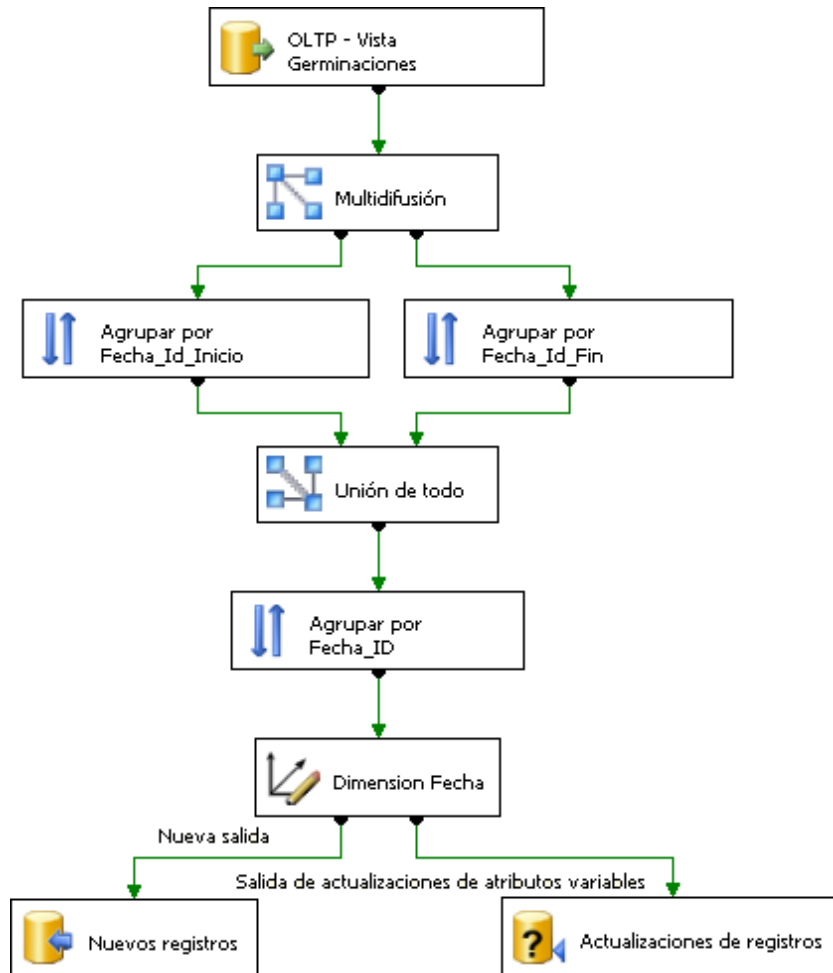 OLTP - Vista
Germinaciones
Multidifusión
Agrupar por
Fecha_Id_Inicio
Agrupar por
Fecha_Id_Fin
Unión de todo
Agrupar por
Fecha_ID
Dimension Fecha
Nueva salida
Salida de actualizaciones de atributos variables
Nuevos registros
?
Actualizaciones de registros